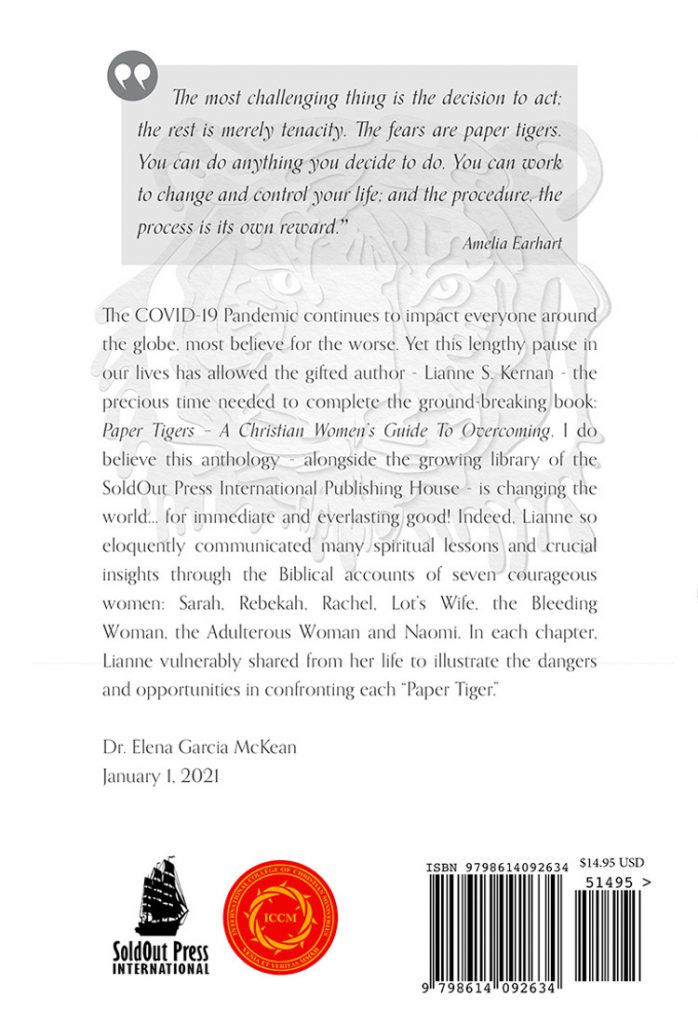 The most challenging thing is the decision to act;
the rest is merely tenacity. The fears are paper tigers.
You can do anything you decide to do. You can work
to change and control your life; and the procedure, the
process is its own reward.”
Amelia Earhart
The COVID-19 Pandemic continues to impact everyone around
the globe, most believe for the worse. Yet this lengthy pause in
our lives has allowed the gifted author - Lianne S. Kernan - the
precious time needed to complete the ground-breaking book:
Paper Tigers – A Christian Women's Guide To Overcoming. I do
believe this anthology - alongside the growing library of the
SoldOut Press International Publishing House - is changing the
world... for immediate and everlasting good! Indeed, Lianne so
eloquently communicated many spiritual lessons and crucial
insights through the Biblical accounts of seven courageous
women: Sarah, Rebekah, Rachel, Lot's Wife, the Bleeding
Woman, the Adulterous Woman and Naomi. In each chapter,
Lianne vulnerably shared from her life to illustrate the dangers
and opportunities in confronting each “Paper Tiger.”
Dr. Elena Garcia McKean
January 1, 2021
SoldOut Press
INTERNATIONAL
INTERNATIONAL COLLEGE OF CHRISTIAN MINISTRIES
ICCM
VENIA ET VERITAS MMXII
ISBN 9798614092634
$14.95 USD
51495 >
9 798614 092634